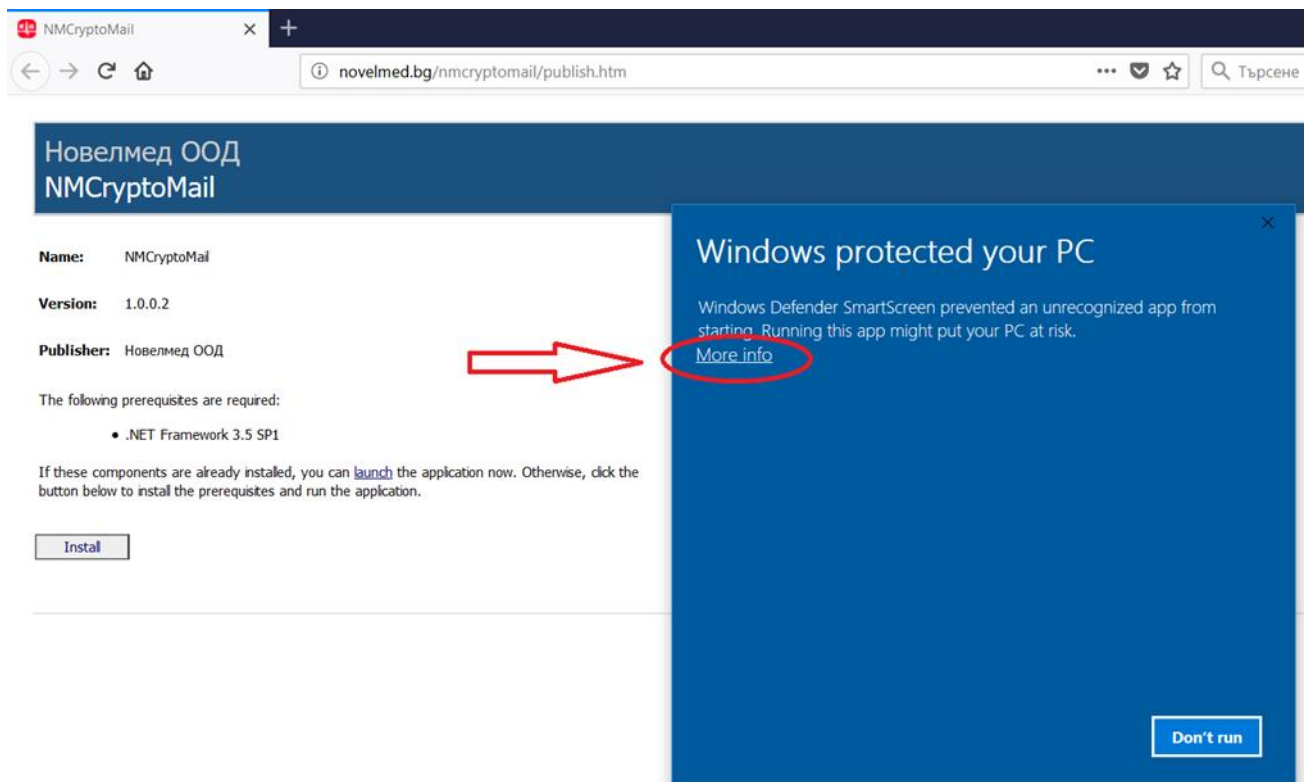 NMCryptoMail
novelmed.bg/nmcryptomail/publish.htm
Търсене
Новелмед ООД
NMCryptoMail
Name: NMCryptoMail
Version: 1.0.0.2
Publisher: Новелмед ООД
The following prerequisites are required:
• .NET Framework 3.5 SP1
If these components are already installed, you can launch the application now. Otherwise, click the
button below to install the prerequisites and run the application.
Install
Windows protected your PC
Windows Defender SmartScreen prevented an unrecognized app from
starting. Running this app might put your PC at risk.
More info
Don't run